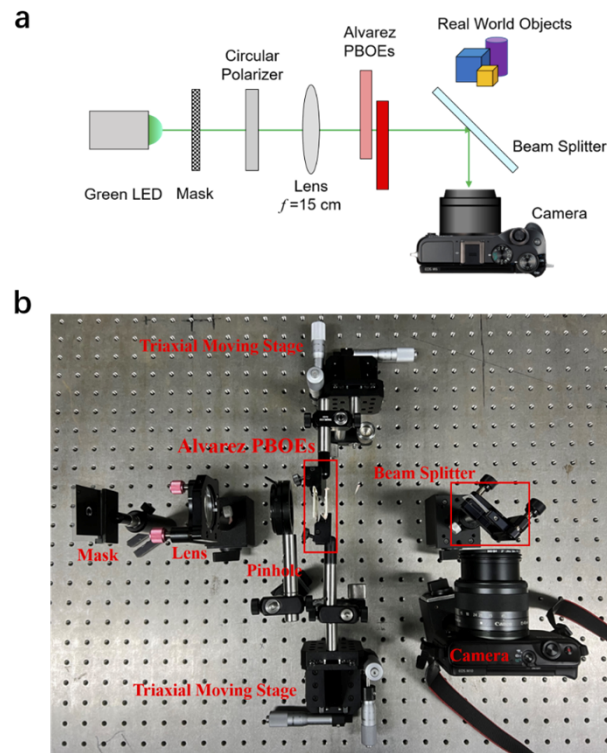 a
Real World Objects
Alvarez
PBOEs
Circular
Polarizer
Beam Splitter
Green LED
Mask
Lens
f=15 cm
Camera
b
Triaxial Moving Stage
Alvarez PBOEs
Beam Splitter
Mask
Lens
Pinhole
Camera
Triaxial Moving Stage